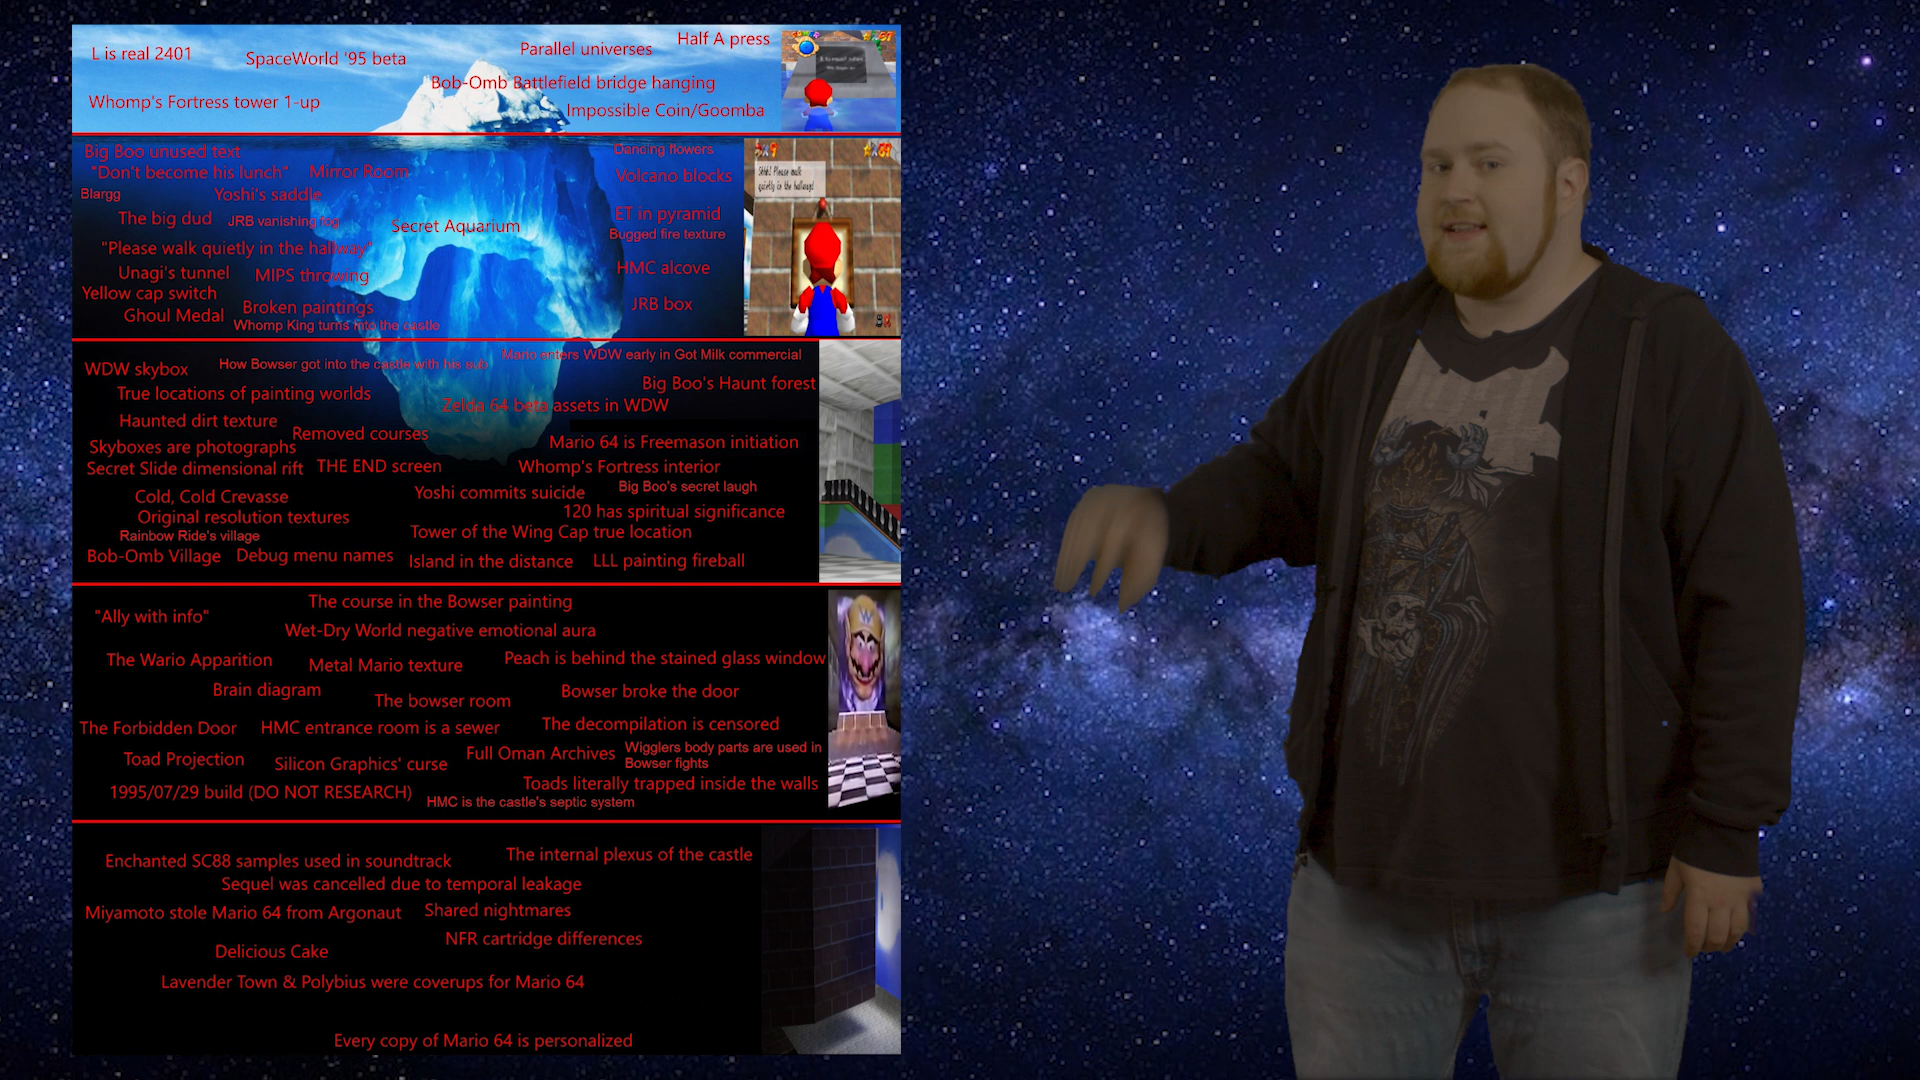 L is real 2401
SpaceWorld '95 beta
Parallel universes
Half A press
Bob-Omb Battlefield bridge hanging
Whomp's Fortress tower 1-up
Impossible Coin/Goomba
Big Boo unused text
Dancing flowers
"Don't become his lunch"
Mirror Room
Volcano blocks
Blargg
Yoshi's saddle
The big dud
JRB vanishing fog
Secret Aquarium
ET in pyramid
Bugged fire texture
"Please walk quietly in the hallway"
Unagi's tunnel
MIPS throwing
HMC alcove
Yellow cap switch
Broken paintings
JRB box
Ghoul Medal
Whomp King turns into the castle
Shhh! Please walk
quietly in the hallway!
WDW skybox
How Bowser got into the castle with his sub
Mario enters WDW early in Got Milk commercial
True locations of painting worlds
Big Boo's Haunt forest
Zelda 64 beta assets in WDW
Haunted dirt texture
Removed courses
Skyboxes are photographs
Mario 64 is Freemason initiation
Secret Slide dimensional rift
THE END screen
Whomp's Fortress interior
Cold, Cold Crevasse
Yoshi commits suicide
Big Boo's secret laugh
Original resolution textures
120 has spiritual significance
Rainbow Ride's village
Tower of the Wing Cap true location
Bob-Omb Village
Debug menu names
Island in the distance
LLL painting fireball
The course in the Bowser painting
"Ally with info"
Wet-Dry World negative emotional aura
The Wario Apparition
Metal Mario texture
Peach is behind the stained glass window
Brain diagram
The bowser room
Bowser broke the door
The Forbidden Door
HMC entrance room is a sewer
The decompilation is censored
Toad Projection
Silicon Graphics' curse
Full Oman Archives
Wigglers body parts are used in
Bowser fights
1995/07/29 build (DO NOT RESEARCH)
Toads literally trapped inside the walls
HMC is the castle's septic system
Enchanted SC88 samples used in soundtrack
The internal plexus of the castle
Sequel was cancelled due to temporal leakage
Miyamoto stole Mario 64 from Argonaut
Shared nightmares
NFR cartridge differences
Delicious Cake
Lavender Town & Polybius were coverups for Mario 64
Every copy of Mario 64 is personalized